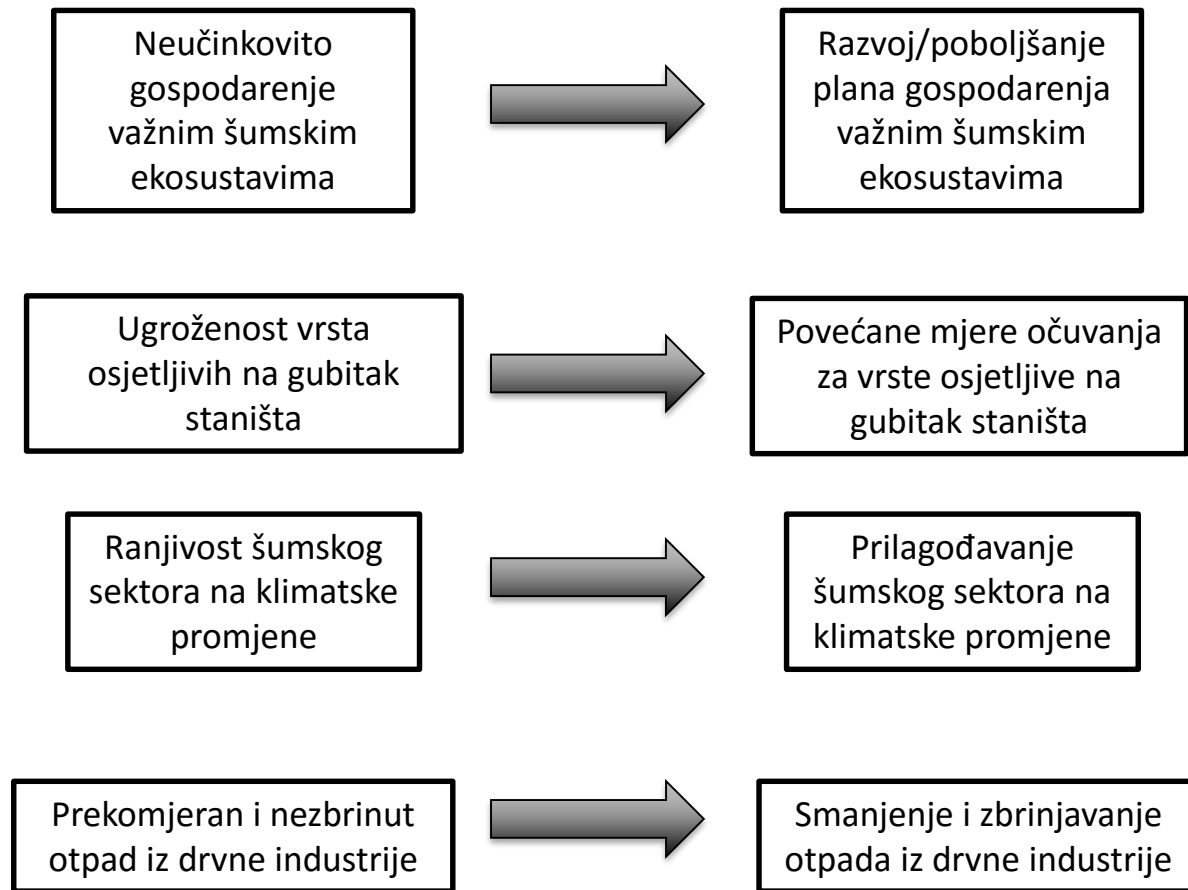 Neučinkovito
gospodarenje
važnim šumskim
ekosustavima
Razvoj/poboljšanje
plana gospodarenja
važnim šumskim
ekosustavima
Ugroženost vrsta
osjetljivih na gubitak
staništa
Povećane mjere očuvanja
za vrste osjetljive na
gubitak staništa
Ranjivost šumskog
sektora na klimatske
promjene
Prilagođavanje
šumskog sektora na
klimatske promjene
Prekomjeran i nezbrinut
otpad iz drvne industrije
Smanjenje i zbrinjavanje
otpada iz drvne industrije